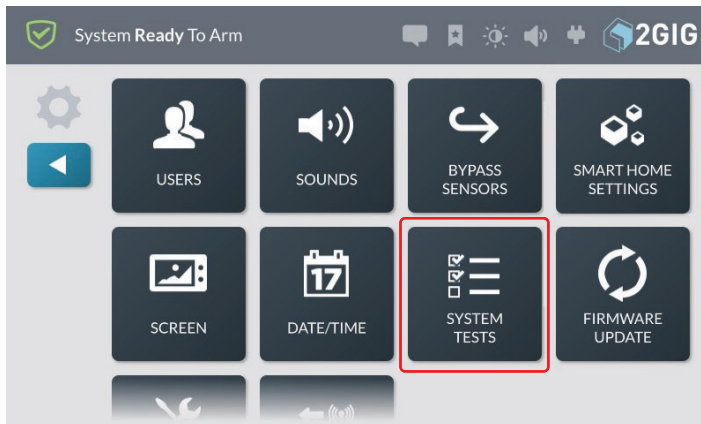 System Ready To Arm
2GIG
USERS
SOUNDS
BYPASS
SENSORS
SMART HOME
SETTINGS
SCREEN
17
DATE/TIME
SYSTEM
TESTS
FIRMWARE
UPDATE